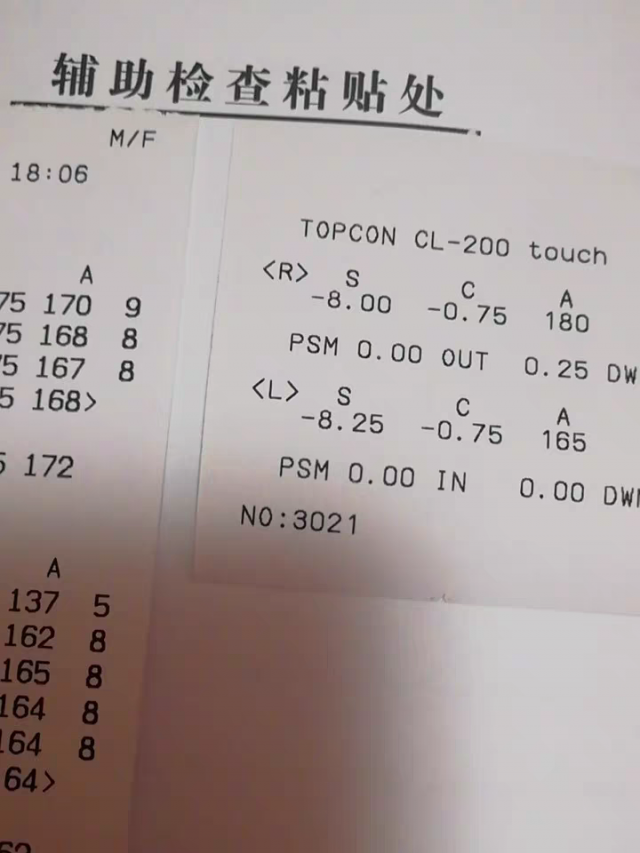 辅助检查粘贴处
M/F
18:06
A
75 170 9
75 168 8
75 167 8
5 168>
5 172
A
137 5
162 8
165 8
164 8
164 8
64>
TOPCON CL-200 touch
<R> S C A
-8.00 -0.75 180
PSM 0.00 OUT 0.25 DW
<L> S C A
-8.25 -0.75 165
PSM 0.00 IN 0.00 DW
NO:3021